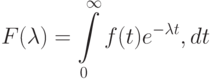 F(λ) = ∫₀^∞ f(t)e^{-λt}, dt